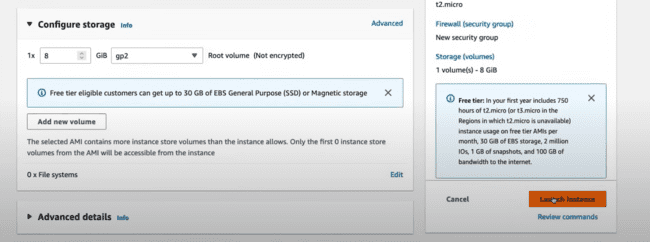 Configure storage Info
Advanced
1x 8 GiB gp2 Root volume (Not encrypted)
Free tier eligible customers can get up to 30 GB of EBS General Purpose (SSD) or Magnetic storage
Add new volume
The selected AMI contains more instance store volumes than the instance allows. Only the first 0 instance store
volumes from the AMI will be accessible from the instance
0 x File systems
Edit
Advanced details Info
t2.micro
Firewall (security group)
New security group
Storage (volumes)
1 volume(s) - 8 GiB
Free tier: In your first year includes 750
hours of t2.micro (or t3.micro in the
Regions in which t2.micro is unavailable)
instance usage on free tier AMIs per
month, 30 GiB of EBS storage, 2 million
IOs, 1 GB of snapshots, and 100 GB of
bandwidth to the internet.
Cancel
Launch instance
Review commands